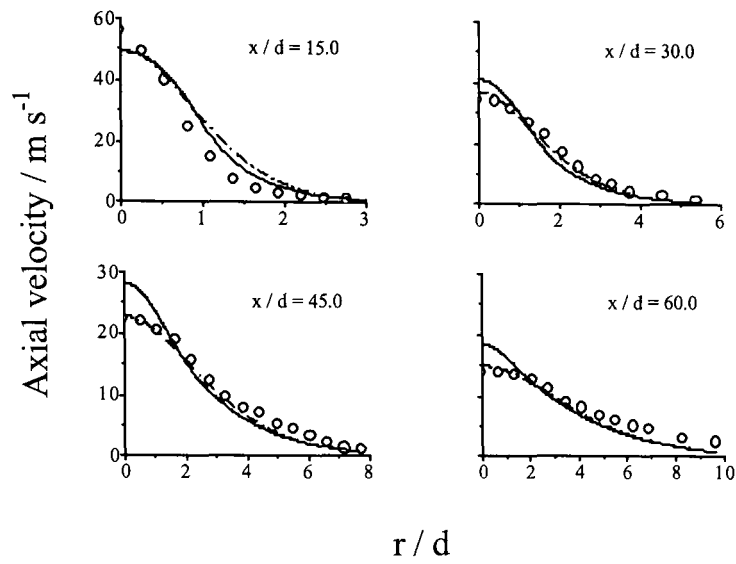 Axial velocity / m s⁻¹
x / d = 15.0
60
40
20
0
0 1 2 3
x / d = 30.0
0 2 4 6
x / d = 45.0
30
20
10
0
0 2 4 6 8
x / d = 60.0
0 2 4 6 8 10
r / d